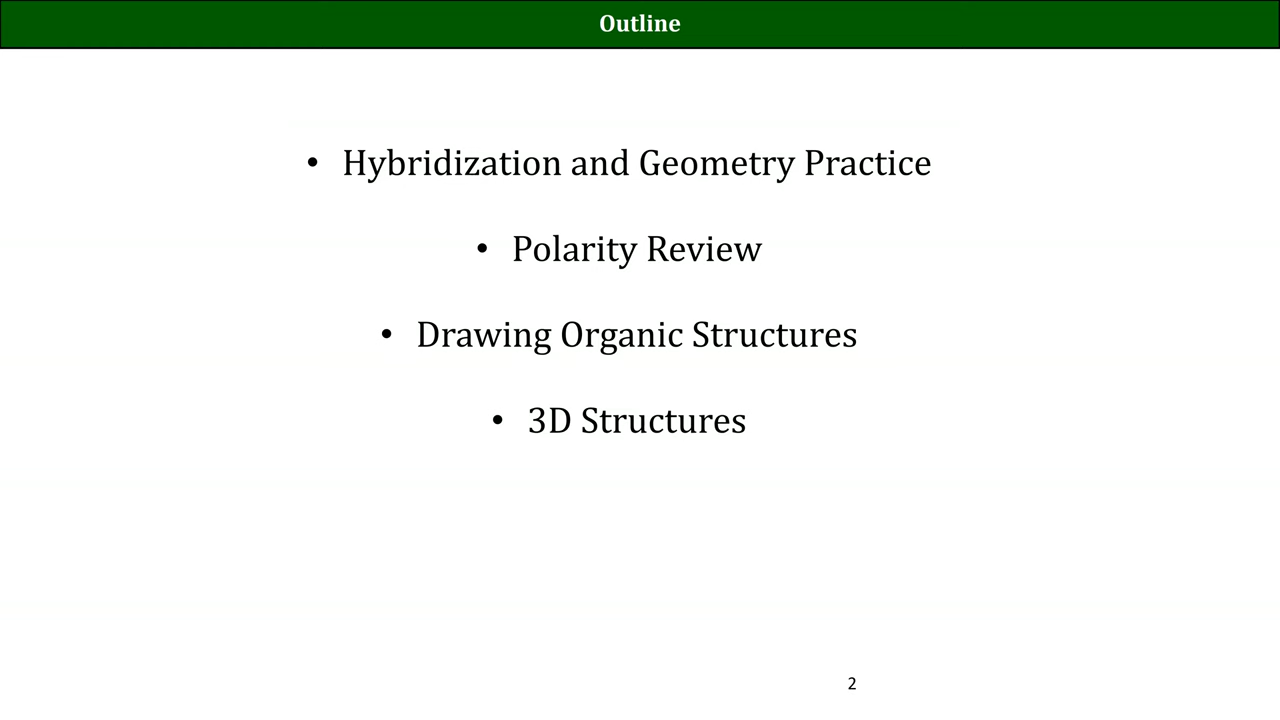 Outline
• Hybridization and Geometry Practice
• Polarity Review
• Drawing Organic Structures
• 3D Structures
2